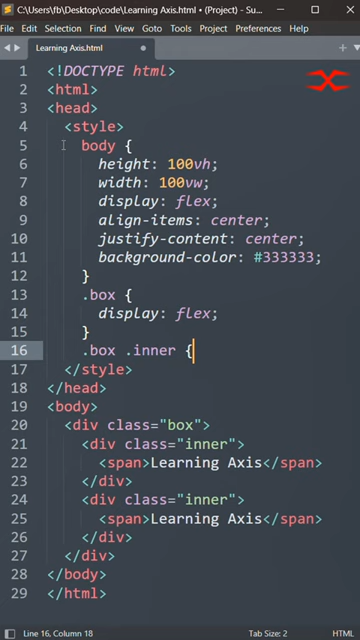 C:\Users\fb\Desktop\code\Learning Axis.html • (Project) - Su...
File Edit Selection Find View Goto Tools Project Preferences Help
Learning Axis.html
1 <!DOCTYPE html>
2 <html>
3 <head>
4 <style>
5 body {
6 height: 100vh;
7 width: 100vw;
8 display: flex;
9 align-items: center;
10 justify-content: center;
11 background-color: #333333;
12 }
13 .box {
14 display: flex;
15 }
16 .box .inner {
17 </style>
18 </head>
19 <body>
20 <div class="box">
21 <div class="inner">
22 <span>Learning Axis</span>
23 </div>
24 <div class="inner">
25 <span>Learning Axis</span>
26 </div>
27 </div>
28 </body>
29 </html>
Line 16, Column 18 Tab Size: 2 HTML